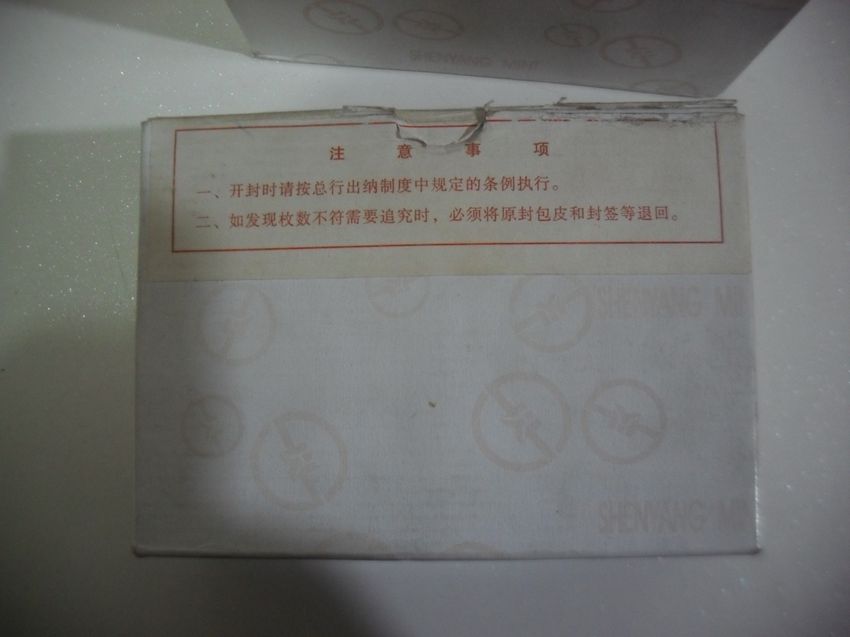 SHENYANG MINT
注意事项
一、开封时请按总行出纳制度中规定的条例执行。
二、如发现枚数不符需要追究时，必须将原封包皮和封签等退回。
SHENYANG MI
SHENYANG MI